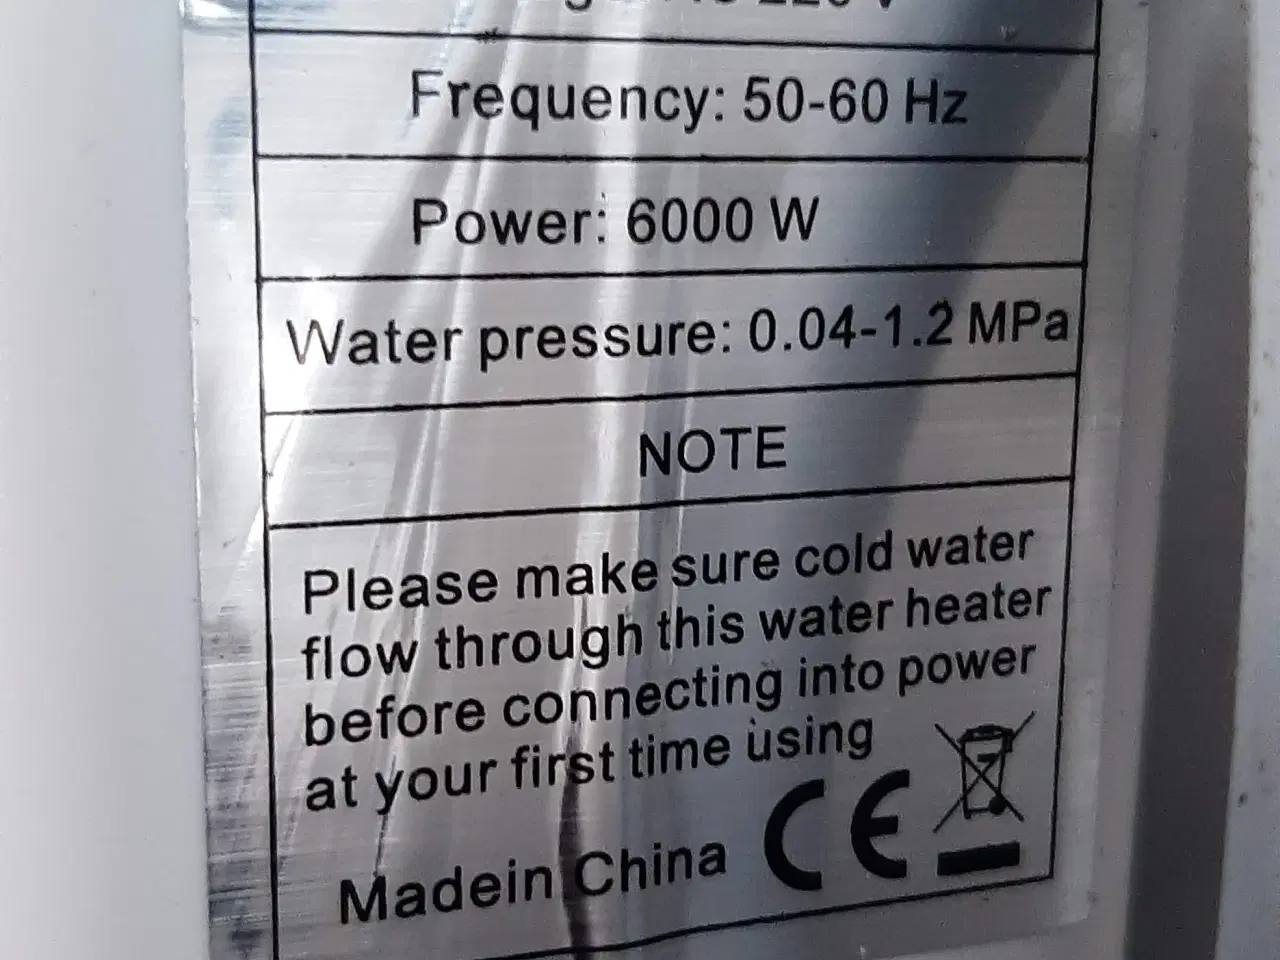 Frequency: 50-60 Hz
Power: 6000 W
Water pressure: 0.04-1.2 MPa
NOTE
Please make sure cold water
flow through this water heater
before connecting into power
at your first time using
Madein China CE